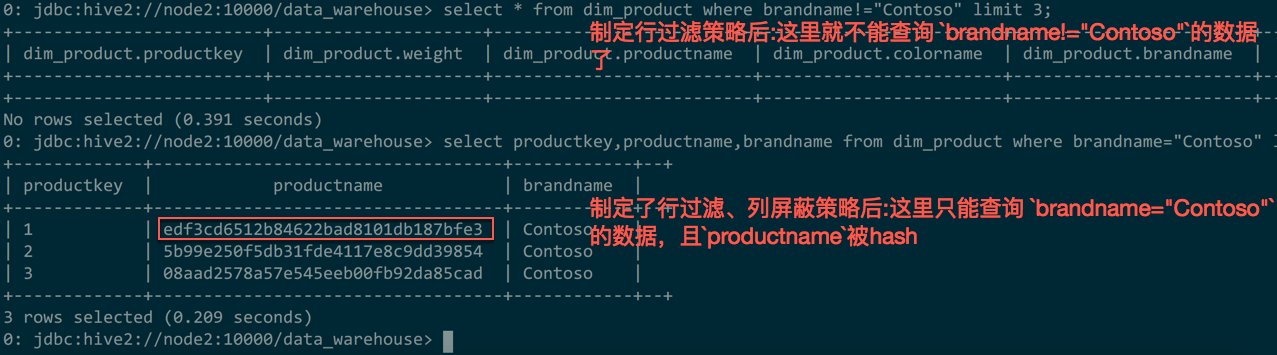 0: jdbc:hive2://node2:10000/data_warehouse> select * from dim_product where brandname!="Contoso" limit 3;
制定行过滤策略后:这里就不能查询 `brandname!="Contoso"`的数据了
| dim_product.productkey | dim_product.weight | dim_product.productname | dim_product.colorname | dim_product.brandname |
No rows selected (0.391 seconds)
0: jdbc:hive2://node2:10000/data_warehouse> select productkey,productname,brandname from dim_product where brandname="Contoso" l
| productkey | productname | brandname |
| 1 | edf3cd6512b84622bad8101db187bfe3 | Contoso |
| 2 | 5b99e250f5db31fde4117e8c9dd39854 | Contoso |
| 3 | 08aad2578a57e545eeb00fb92da85cad | Contoso |
制定了行过滤、列屏蔽策略后:这里只能查询 `brandname="Contoso"`
的数据，且`productname`被hash
3 rows selected (0.209 seconds)
0: jdbc:hive2://node2:10000/data_warehouse>